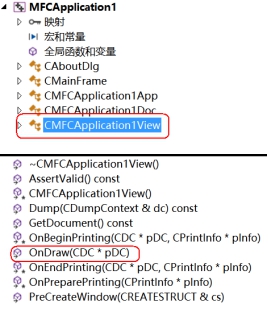 MFCApplication1
映射
宏和常量
全局函数和变量
CAboutDlg
CMainFrame
CMFCApplication1App
CMFCApplication1Doc
CMFCApplication1View
~CMFCApplication1View()
AssertValid() const
CMFCApplication1View()
Dump(CDumpContext & dc) const
GetDocument() const
OnBeginPrinting(CDC * pDC, CPrintInfo * pInfo)
OnDraw(CDC * pDC)
OnEndPrinting(CDC * pDC, CPrintInfo * pInfo)
OnPreparePrinting(CPrintInfo * pInfo)
PreCreateWindow(CREATESTRUCT & cs)